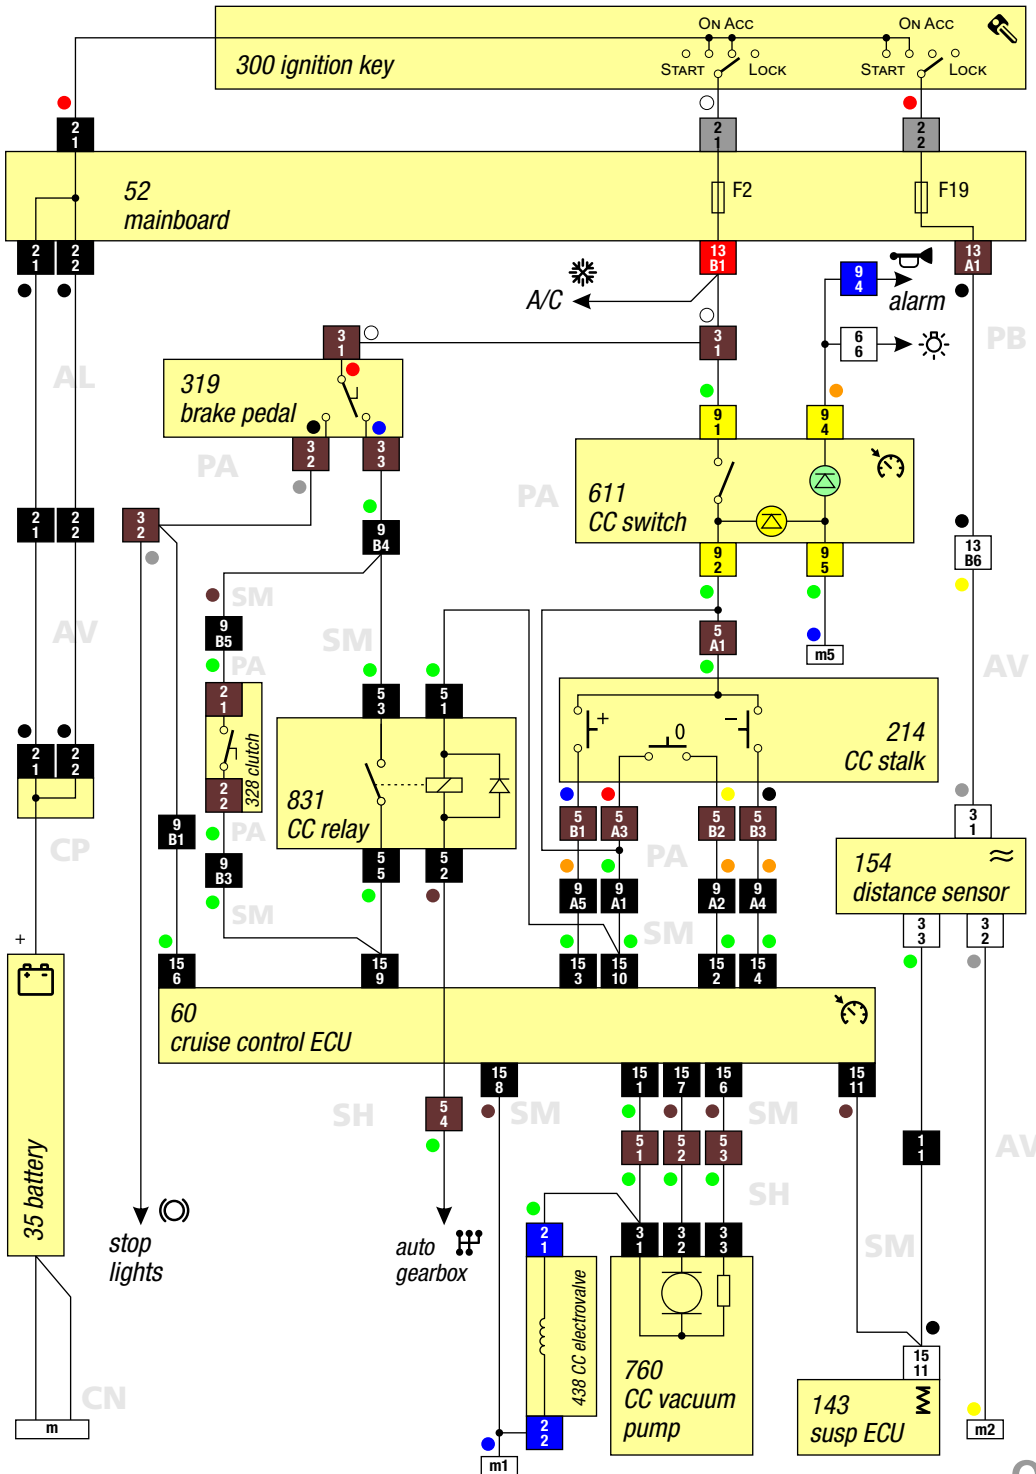 ON ACC
ON ACC
300 ignition key
START
LOCK
START
LOCK
2
1
2
1
2
2
52
mainboard
F2
F19
2
1
2
2
13
B1
13
A1
A/C
9
4
alarm
6
6
3
1
3
1
PB
AL
319
brake pedal
9
1
9
4
3
2
3
3
PA
PA
611
CC switch
2
1
2
2
3
2
9
B4
13
B6
9
2
9
5
SM
9
B5
AV
SM
5
A1
m5
PA
AV
2
1
5
3
5
1
+
0
−
214
CC stalk
2
1
2
2
328 clutch
2
2
831
CC relay
5
B1
5
A3
5
B2
5
B3
3
1
9
B1
PA
CP
PA
154
distance sensor
9
B3
5
5
5
2
9
A5
9
A1
9
A2
9
A4
SM
SM
3
3
3
2
+
15
6
15
9
15
3
15
10
15
2
15
4
60
cruise control ECU
15
8
15
1
15
7
15
6
15
11
SH
5
4
SM
SM
5
1
5
2
5
3
1
1
AV
35 battery
SH
stop
lights
auto
gearbox
2
1
3
1
3
2
3
3
SM
438 CC electrovalve
760
CC vacuum
pump
15
11
143
susp ECU
CN
m
2
2
m1
m2